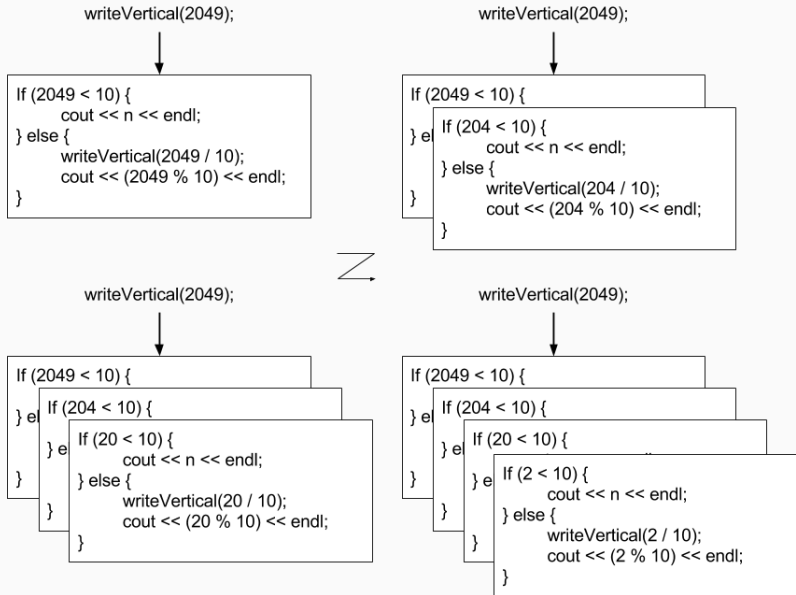 writeVertical(2049);
If (2049 < 10) {
cout << n << endl;
} else {
writeVertical(2049 / 10);
cout << (2049 % 10) << endl;
}
writeVertical(2049);
If (2049 < 10) {
} el
}
If (204 < 10) {
cout << n << endl;
} else {
writeVertical(204 / 10);
cout << (204 % 10) << endl;
}
writeVertical(2049);
If (2049 < 10) {
} el
}
If (204 < 10) {
} e
}
If (20 < 10) {
cout << n << endl;
} else {
writeVertical(20 / 10);
cout << (20 % 10) << endl;
}
writeVertical(2049);
If (2049 < 10) {
} el
}
If (204 < 10) {
} el
}
If (20 < 10) {
} e
}
If (2 < 10) {
cout << n << endl;
} else {
writeVertical(2 / 10);
cout << (2 % 10) << endl;
}